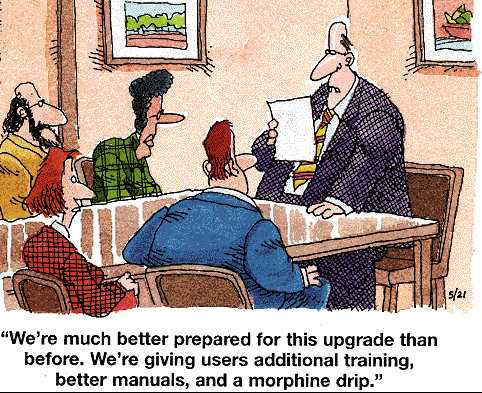 5/21
“We’re much better prepared for this upgrade than
before. We’re giving users additional training,
better manuals, and a morphine drip.”